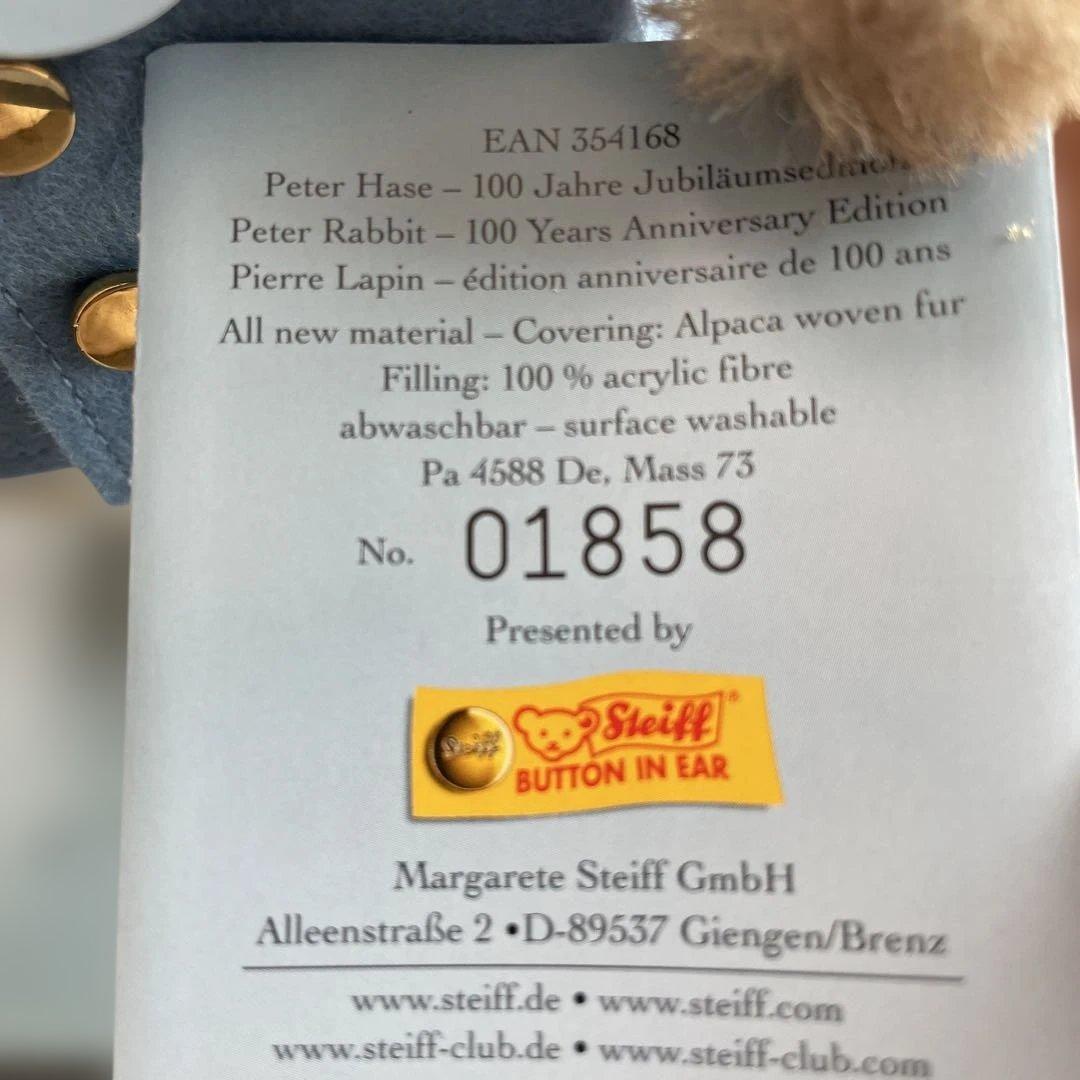 EAN 354168
Peter Hase – 100 Jahre
Peter Rabbit – 100 Years Anniversary Edition
Pierre Lapin – édition anniversaire de 100 ans
All new material – Covering: Alpaca woven fur
Filling: 100 % acrylic fibre
abwaschbar – surface washable
Pa 4588 De, Mass 73
No. 01858
Presented by
Steiff Steiff®
BUTTON IN EAR
Margarete Steiff GmbH
Alleenstraße 2 • D-89537 Giengen/Brenz
www.steiff.de • www.steiff.com
www.steiff-club.de • www.steiff-club.com